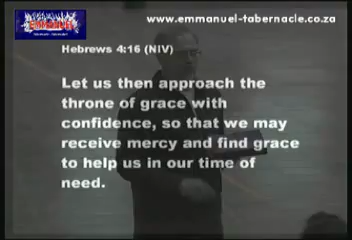 EMMANUEL
www.emmanuel-tabernacle.co.za
Hebrews 4:16 (NIV)
Let us then approach the
throne of grace with
confidence, so that we may
receive mercy and find grace
to help us in our time of
need.